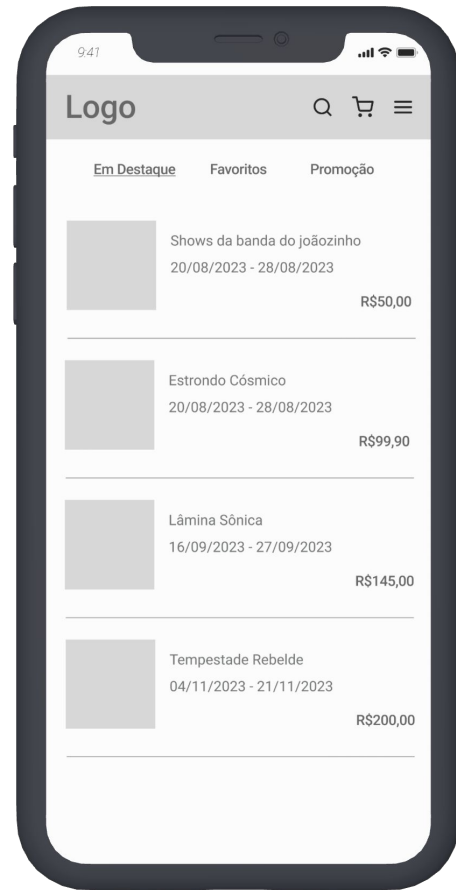 9:41
Logo
Em Destaque Favoritos Promoção
Shows da banda do joãozinho
20/08/2023 - 28/08/2023
R$50,00
Estrondo Cósmico
20/08/2023 - 28/08/2023
R$99,90
Lâmina Sônica
16/09/2023 - 27/09/2023
R$145,00
Tempestade Rebelde
04/11/2023 - 21/11/2023
R$200,00